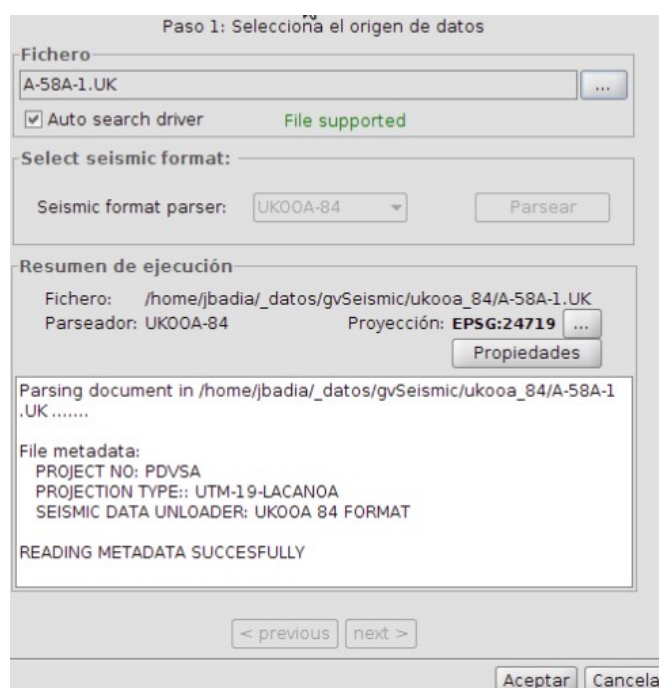 Paso 1: Selecciona el origen de datos
Fichero
A-58A-1.UK
...
Auto search driver File supported
Select seismic format:
Seismic format parser: UKOOA-84 Parsear
Resumen de ejecución
Fichero: /home/jbadia/_datos/gvSeismic/ukooa_84/A-58A-1.UK
Parseador: UKOOA-84 Proyección: EPSG:24719 ...
Propiedades
Parsing document in /home/jbadia/_datos/gvSeismic/ukooa_84/A-58A-1
.UK .......
File metadata:
PROJECT NO: PDVSA
PROJECTION TYPE:: UTM-19-LACANOA
SEISMIC DATA UNLOADER: UKOOA 84 FORMAT
READING METADATA SUCCESFULLY
< previous next >
Aceptar Cancela